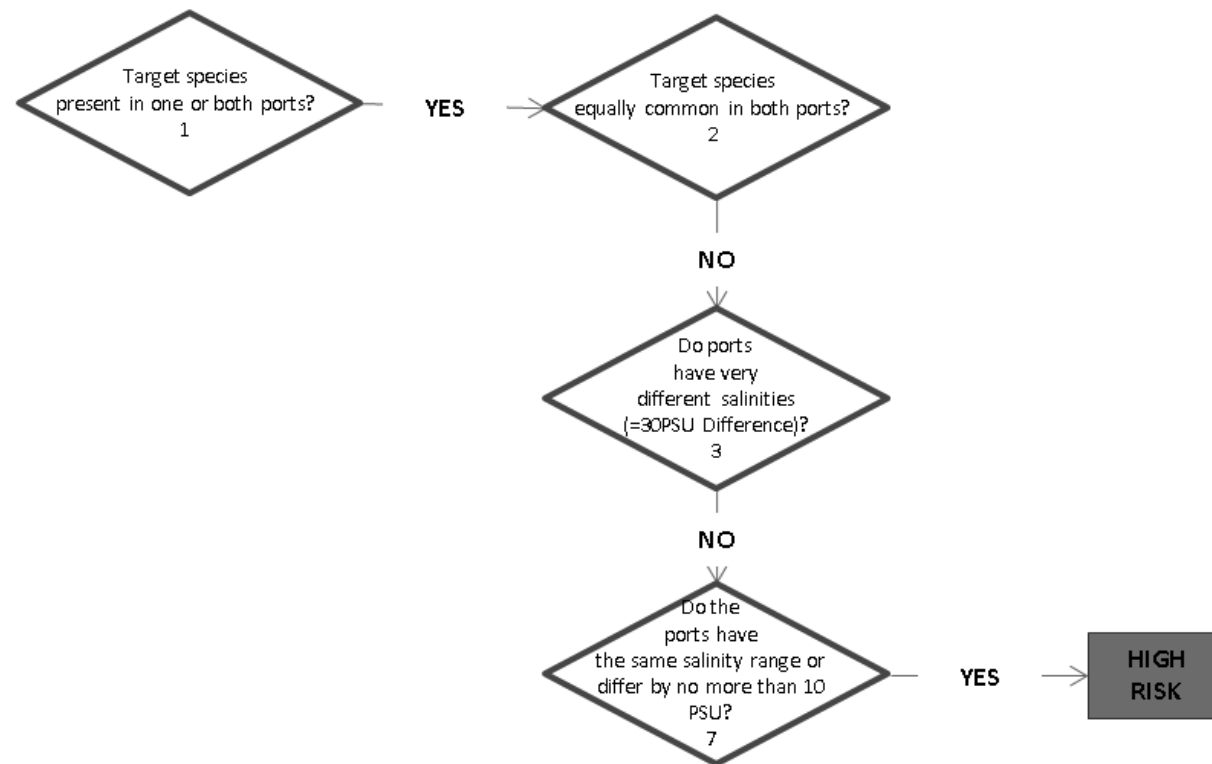 Target species
present in one or both ports?
1
YES
Target species
equally common in both ports?
2
NO
Do ports
have very
different salinities
(=30PSU Difference)?
3
NO
Do the
ports have
the same salinity range or
differ by no more than 10
PSU?
7
YES
HIGH
RISK